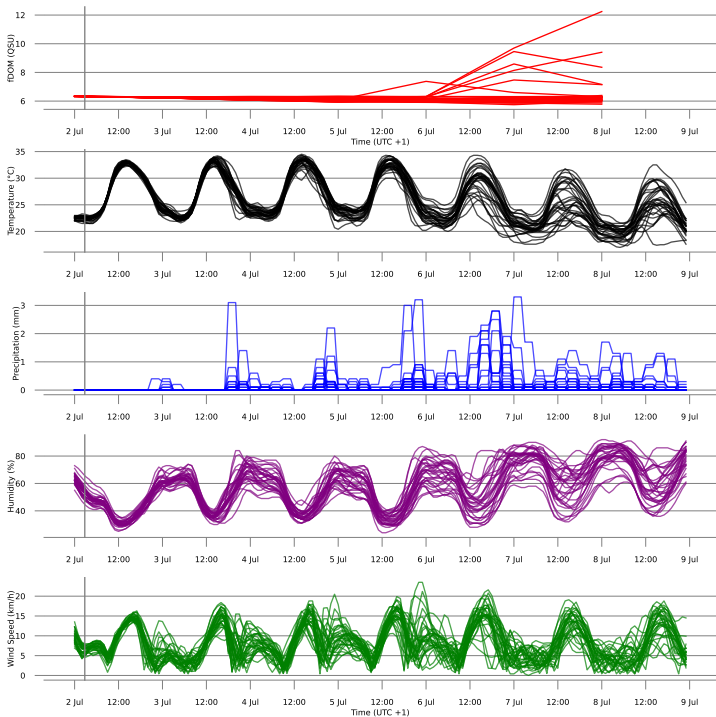 fDOM (QSU)
12
10
8
6
2 Jul 12:00 3 Jul 12:00 4 Jul 12:00 5 Jul 12:00 6 Jul 12:00 7 Jul 12:00 8 Jul 12:00 9 Jul
Time (UTC +1)
Temperature (°C)
35
30
25
20
2 Jul 12:00 3 Jul 12:00 4 Jul 12:00 5 Jul 12:00 6 Jul 12:00 7 Jul 12:00 8 Jul 12:00 9 Jul
Precipitation (mm)
3
2
1
0
2 Jul 12:00 3 Jul 12:00 4 Jul 12:00 5 Jul 12:00 6 Jul 12:00 7 Jul 12:00 8 Jul 12:00 9 Jul
Humidity (%)
80
60
40
2 Jul 12:00 3 Jul 12:00 4 Jul 12:00 5 Jul 12:00 6 Jul 12:00 7 Jul 12:00 8 Jul 12:00 9 Jul
Wind Speed (km/h)
20
15
10
5
0
2 Jul 12:00 3 Jul 12:00 4 Jul 12:00 5 Jul 12:00 6 Jul 12:00 7 Jul 12:00 8 Jul 12:00 9 Jul
Time (UTC +1)